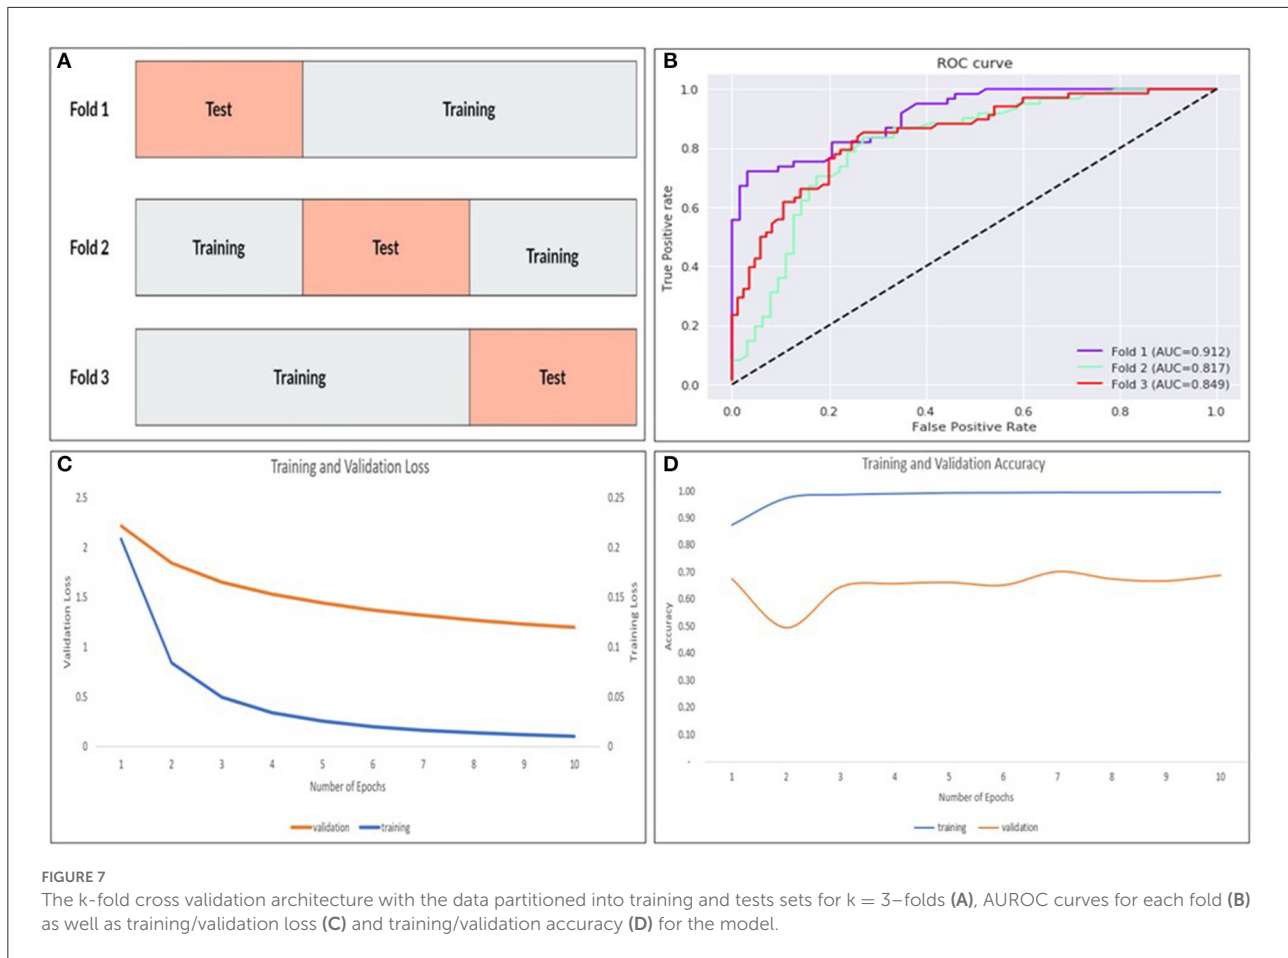 A
Fold 1
Test
Training
Fold 2
Training
Test
Training
Fold 3
Training
Test
B
ROC curve
True Positive rate
1.0
0.8
0.6
0.4
0.2
0.0
0.0 0.2 0.4 0.6 0.8 1.0
False Positive Rate
Fold 1 (AUC=0.912)
Fold 2 (AUC=0.817)
Fold 3 (AUC=0.849)
C
Training and Validation Loss
Validation Loss
2.5
2
1.5
1
0.5
0
0.25
0.2
0.15
0.1
0.05
0
Training Loss
1 2 3 4 5 6 7 8 9 10
Number of Epochs
validation training
D
Training and Validation Accuracy
Accuracy
1.00
0.90
0.80
0.70
0.60
0.50
0.40
0.30
0.20
0.10
-
1 2 3 4 5 6 7 8 9 10
Number of Epochs
training validation
FIGURE 7
The k-fold cross validation architecture with the data partitioned into training and tests sets for k = 3–folds (A), AUROC curves for each fold (B)
as well as training/validation loss (C) and training/validation accuracy (D) for the model.